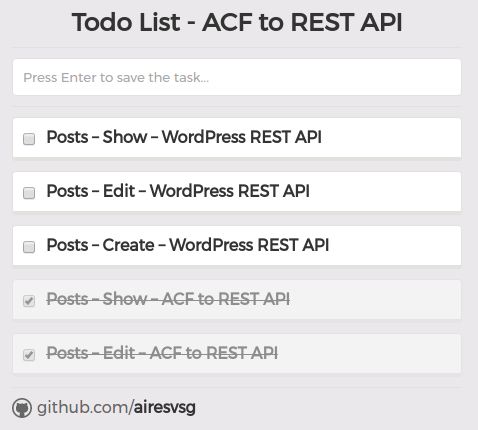 Todo List - ACF to REST API
Press Enter to save the task...
Posts – Show – WordPress REST API
Posts – Edit – WordPress REST API
Posts – Create – WordPress REST API
Posts – Show – ACF to REST API
Posts – Edit – ACF to REST API
github.com/airesvsg